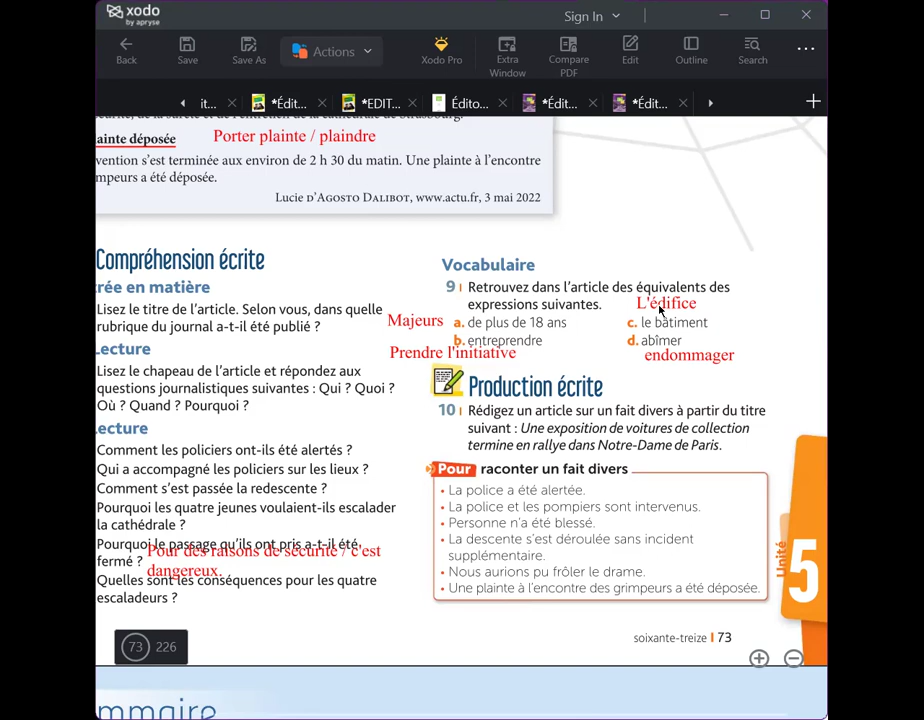 xodo
by apryse
Sign In
Back
Save
Save As
Actions
Xodo Pro
Extra Window
Compare PDF
Edit
Outline
Search
it...
*Édit...
*EDIT...
Édito...
*Édit...
*Édit...
Porter plainte / plaindre
ainte déposée
vention s'est terminée aux environ de 2 h 30 du matin. Une plainte à l'encontre
mpeurs a été déposée.
Lucie d'Agosto Dalibot, www.actu.fr, 3 mai 2022
Compréhension écrite
rée en matière
Lisez le titre de l'article. Selon vous, dans quelle
rubrique du journal a-t-il été publié ?
Lecture
Lisez le chapeau de l'article et répondez aux
questions journalistiques suivantes : Qui ? Quoi ?
Où ? Quand ? Pourquoi ?
Lecture
Comment les policiers ont-ils été alertés ?
Qui a accompagné les policiers sur les lieux ?
Comment s'est passée la redescente ?
Pourquoi les quatre jeunes voulaient-ils escalader
la cathédrale ?
Pourquoi le passage qu'ils ont pris a-t-il été
fermé ?
Pour des raisons de sécurité / c'est
dangereux.
Quelles sont les conséquences pour les quatre
escaladeurs ?
Vocabulaire
9 Retrouvez dans l'article des équivalents des
expressions suivantes.
L'édifice
Majeurs
a. de plus de 18 ans
c. le bâtiment
b. entreprendre
d. abîmer
Prendre l'initiative
endommager
Production écrite
10 Rédigez un article sur un fait divers à partir du titre
suivant : Une exposition de voitures de collection
termine en rallye dans Notre-Dame de Paris.
Pour raconter un fait divers
• La police a été alertée.
• La police et les pompiers sont intervenus.
• Personne n'a été blessé.
• La descente s'est déroulée sans incident
supplémentaire.
• Nous aurions pu frôler le drame.
• Une plainte à l'encontre des grimpeurs a été déposée.
Unité
5
soixante-treize 73
73 226
mmaire